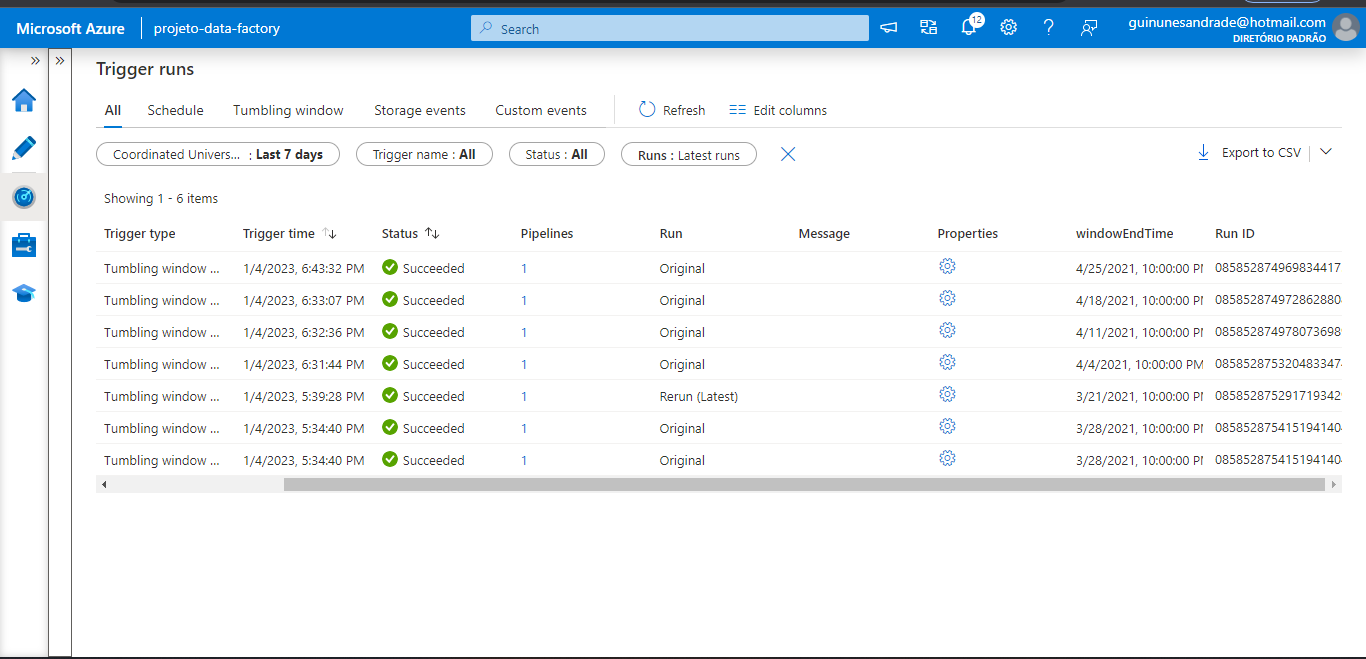 Microsoft Azure projeto-data-factory Search 12 guinunesandrade@hotmail.com
DIRETÓRIO PADRÃO
Trigger runs
All Schedule Tumbling window Storage events Custom events Refresh Edit columns
Coordinated Univers... : Last 7 days Trigger name : All Status : All Runs : Latest runs Export to CSV
Showing 1 - 6 items
Trigger type Trigger time Status Pipelines Run Message Properties windowEndTime Run ID
Tumbling window ... 1/4/2023, 6:43:32 PM Succeeded 1 Original 4/25/2021, 10:00:00 PM 085852874969834417
Tumbling window ... 1/4/2023, 6:33:07 PM Succeeded 1 Original 4/18/2021, 10:00:00 PM 085852874972862880
Tumbling window ... 1/4/2023, 6:32:36 PM Succeeded 1 Original 4/11/2021, 10:00:00 PM 085852874978073698
Tumbling window ... 1/4/2023, 6:31:44 PM Succeeded 1 Original 4/4/2021, 10:00:00 PM 085852875320483347
Tumbling window ... 1/4/2023, 5:39:28 PM Succeeded 1 Rerun (Latest) 3/21/2021, 10:00:00 PM 085852875291719342
Tumbling window ... 1/4/2023, 5:34:40 PM Succeeded 1 Original 3/28/2021, 10:00:00 PM 085852875415194140
Tumbling window ... 1/4/2023, 5:34:40 PM Succeeded 1 Original 3/28/2021, 10:00:00 PM 085852875415194140